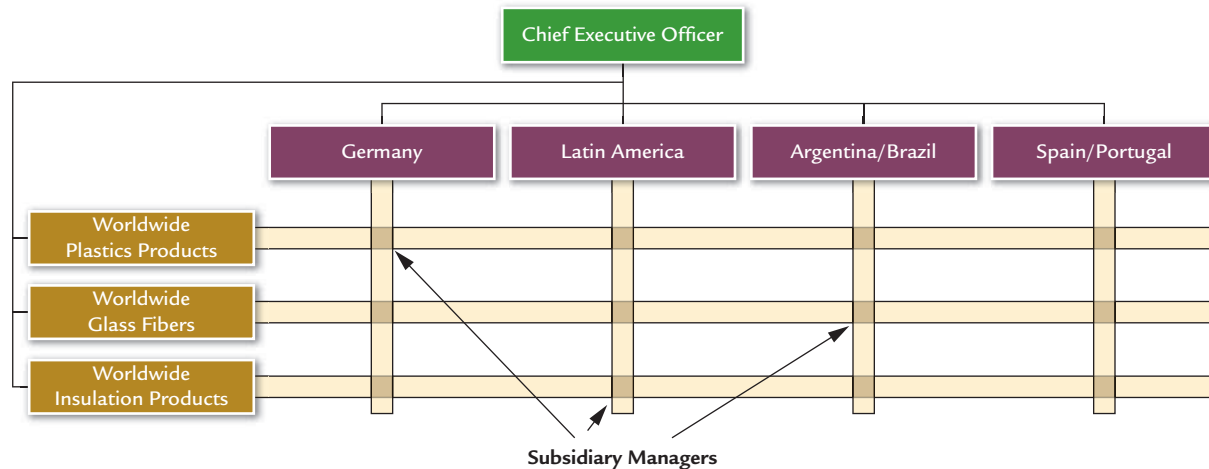 Chief Executive Officer
Germany
Latin America
Argentina/Brazil
Spain/Portugal
Worldwide
Plastics Products
Worldwide
Glass Fibers
Worldwide
Insulation Products
Subsidiary Managers